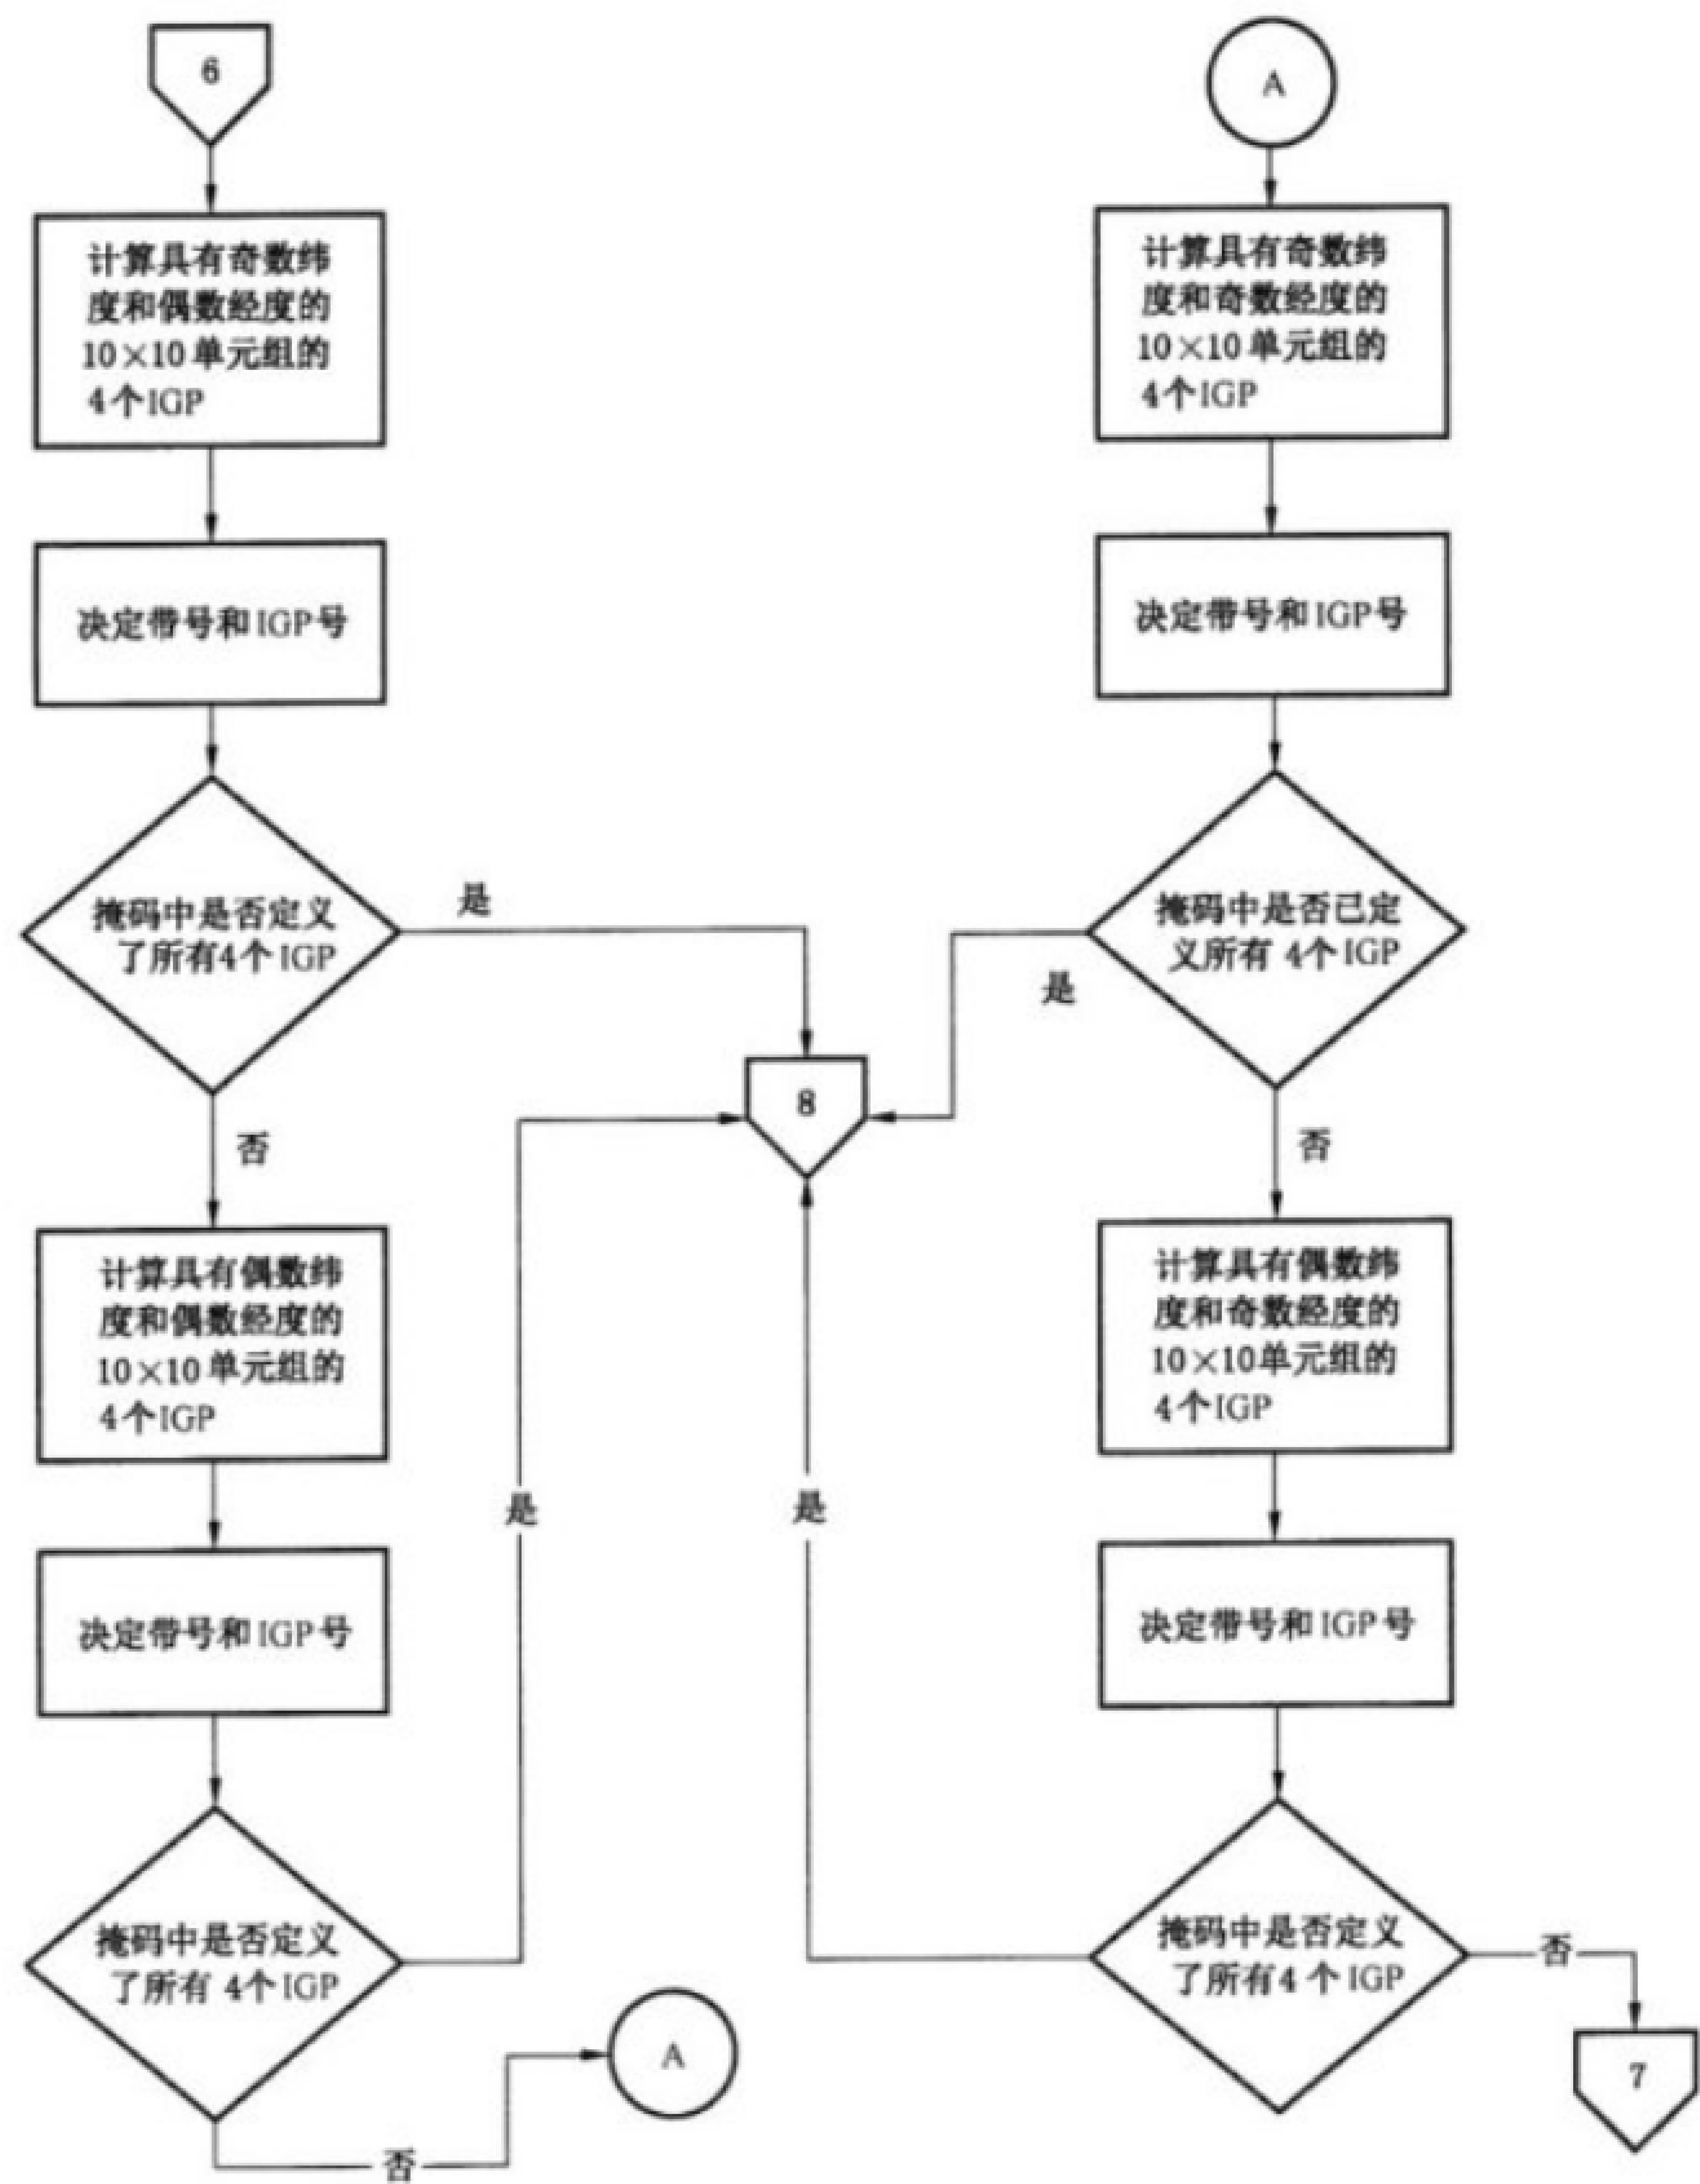 6
计算具有奇数纬
度和偶数经度的
10×10单元组的
4个IGP
决定带号和IGP号
掩码中是否定义
了所有4个IGP
是
否
计算具有偶数纬
度和偶数经度的
10×10单元组的
4个IGP
决定带号和IGP号
掩码中是否定义
了所有4个IGP
是
否
A
8
A
计算具有奇数纬
度和奇数经度的
10×10单元组的
4个IGP
决定带号和IGP号
掩码中是否已定
义所有4个IGP
是
否
计算具有偶数纬
度和奇数经度的
10×10单元组的
4个IGP
决定带号和IGP号
掩码中是否定义
了所有4个IGP
是
否
7